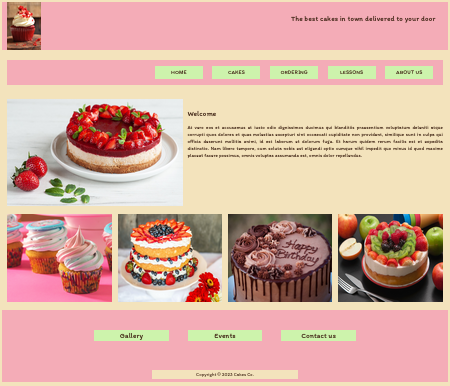 The best cakes in town delivered to your door
HOME CAKES ORDERING LESSONS ABOUT US
Welcome
At vero eos et accusamus et iusto odio dignissimos ducimus qui blanditiis praesentium voluptatum deleniti atque
corrupti quos dolores et quas molestias excepturi sint occaecati cupiditate non provident, similique sunt in culpa qui
officia deserunt mollitia animi, id est laborum et dolorum fuga. Et harum quidem rerum facilis est et expedita
distinctio. Nam libero tempore, cum soluta nobis est eligendi optio cumque nihil impedit quo minus id quod maxime
placeat facere possimus, omnis voluptas assumenda est, omnis dolor repellendus.
Happy
Birthday
Gallery Events Contact us
Copyright © 2023 Cakes Co.